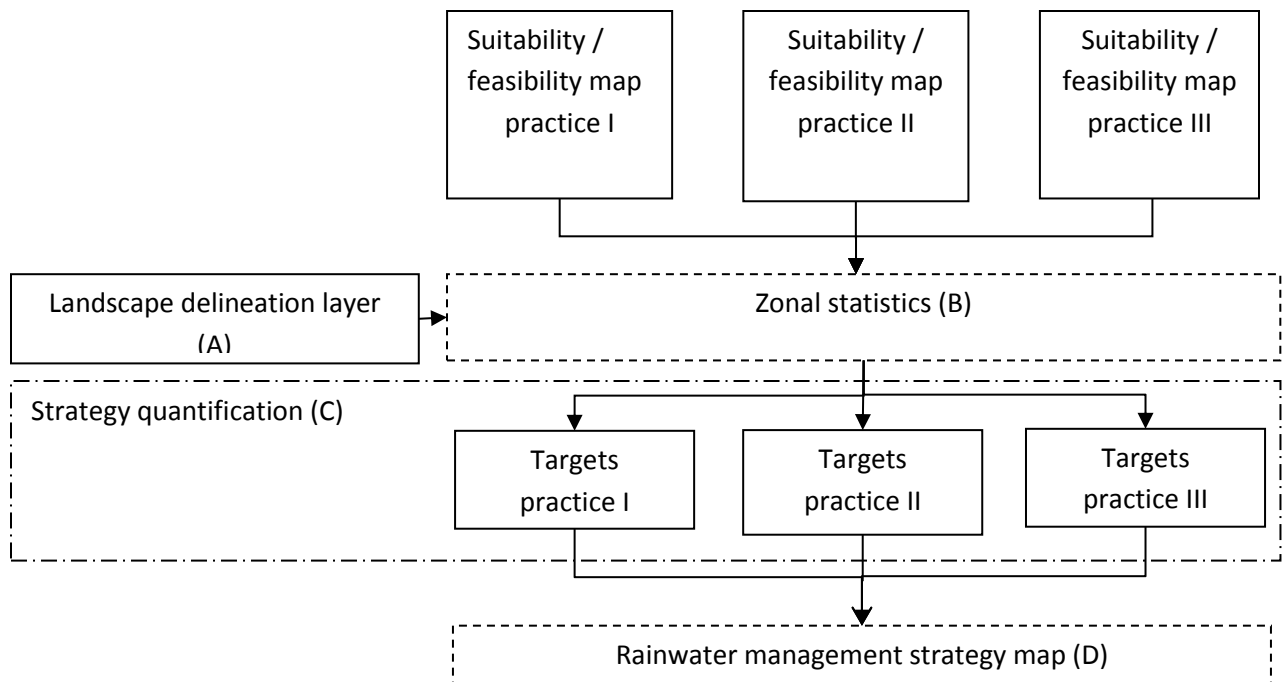 Suitability /
feasibility map
practice I
Suitability /
feasibility map
practice II
Suitability /
feasibility map
practice III
Landscape delineation layer
(A)
Zonal statistics (B)
Strategy quantification (C)
Targets
practice I
Targets
practice II
Targets
practice III
Rainwater management strategy map (D)